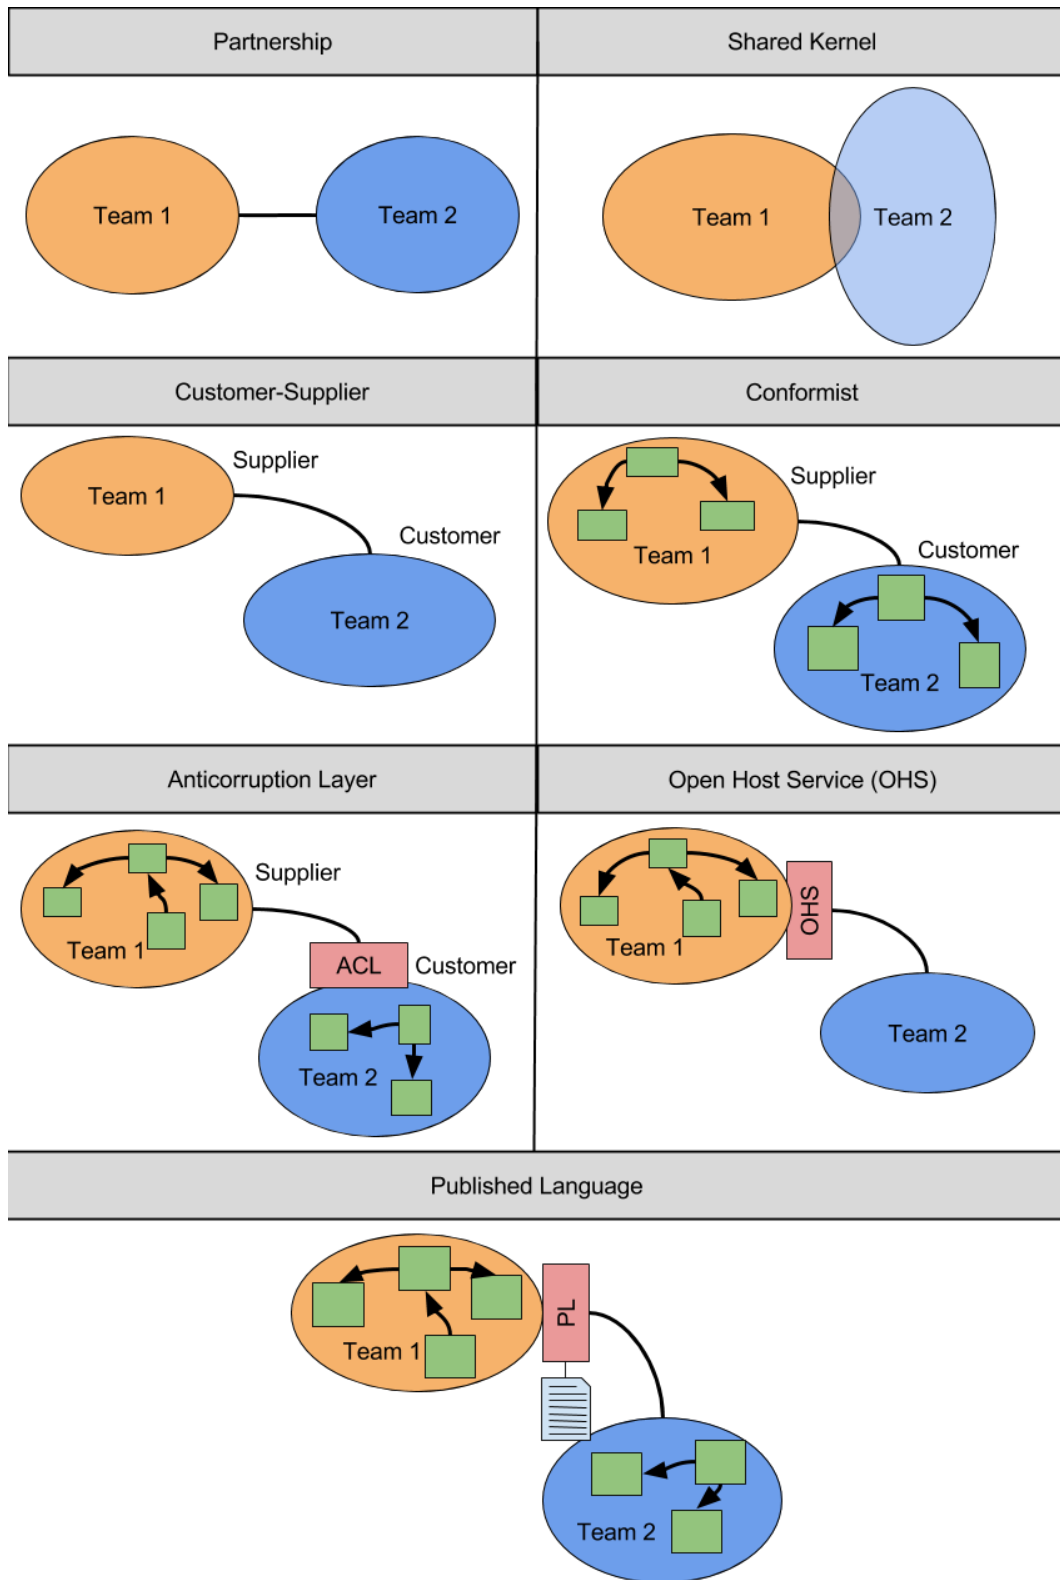 Partnership
Shared Kernel
Team 1
Team 2
Team 1
Team 2
Customer-Supplier
Conformist
Supplier
Team 1
Customer
Team 2
Supplier
Team 1
Customer
Team 2
Anticorruption Layer
Open Host Service (OHS)
Supplier
Team 1
ACL
Customer
Team 2
OHS
Team 1
Team 2
Published Language
PL
Team 1
Team 2